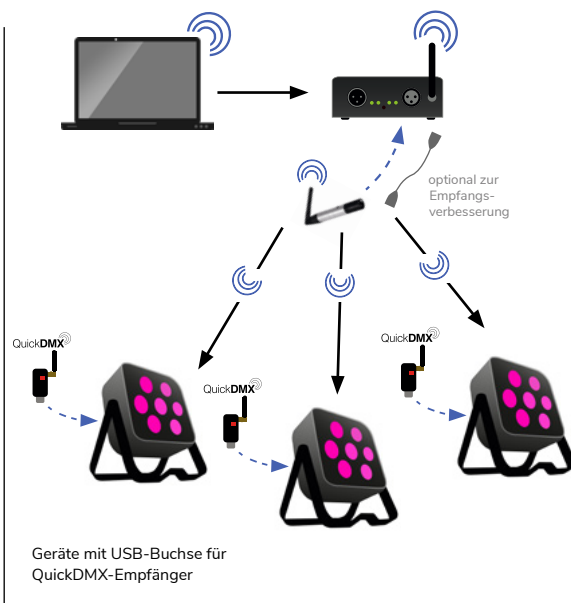 optional zur
Empfangs-
verbesserung
QuickDMX
QuickDMX
QuickDMX
Geräte mit USB-Buchse für
QuickDMX-Empfänger